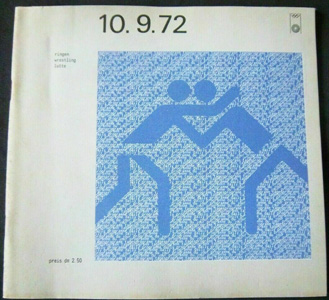 10. 9. 72
ringen
wrestling
lutte
preis dm 2.50